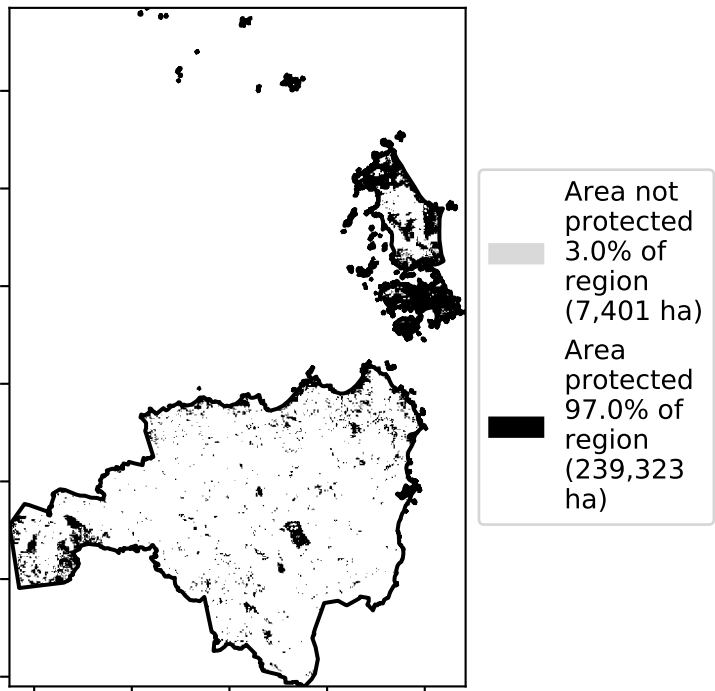 Area not
protected
3.0% of
region
(7,401 ha)
Area
protected
97.0% of
region
(239,323
ha)